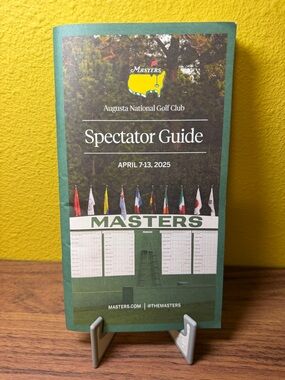 MASTERS
Augusta National Golf Club
Spectator Guide
APRIL 7-13, 2025
MASTERS
MASTERS.COM | @THEMASTERS